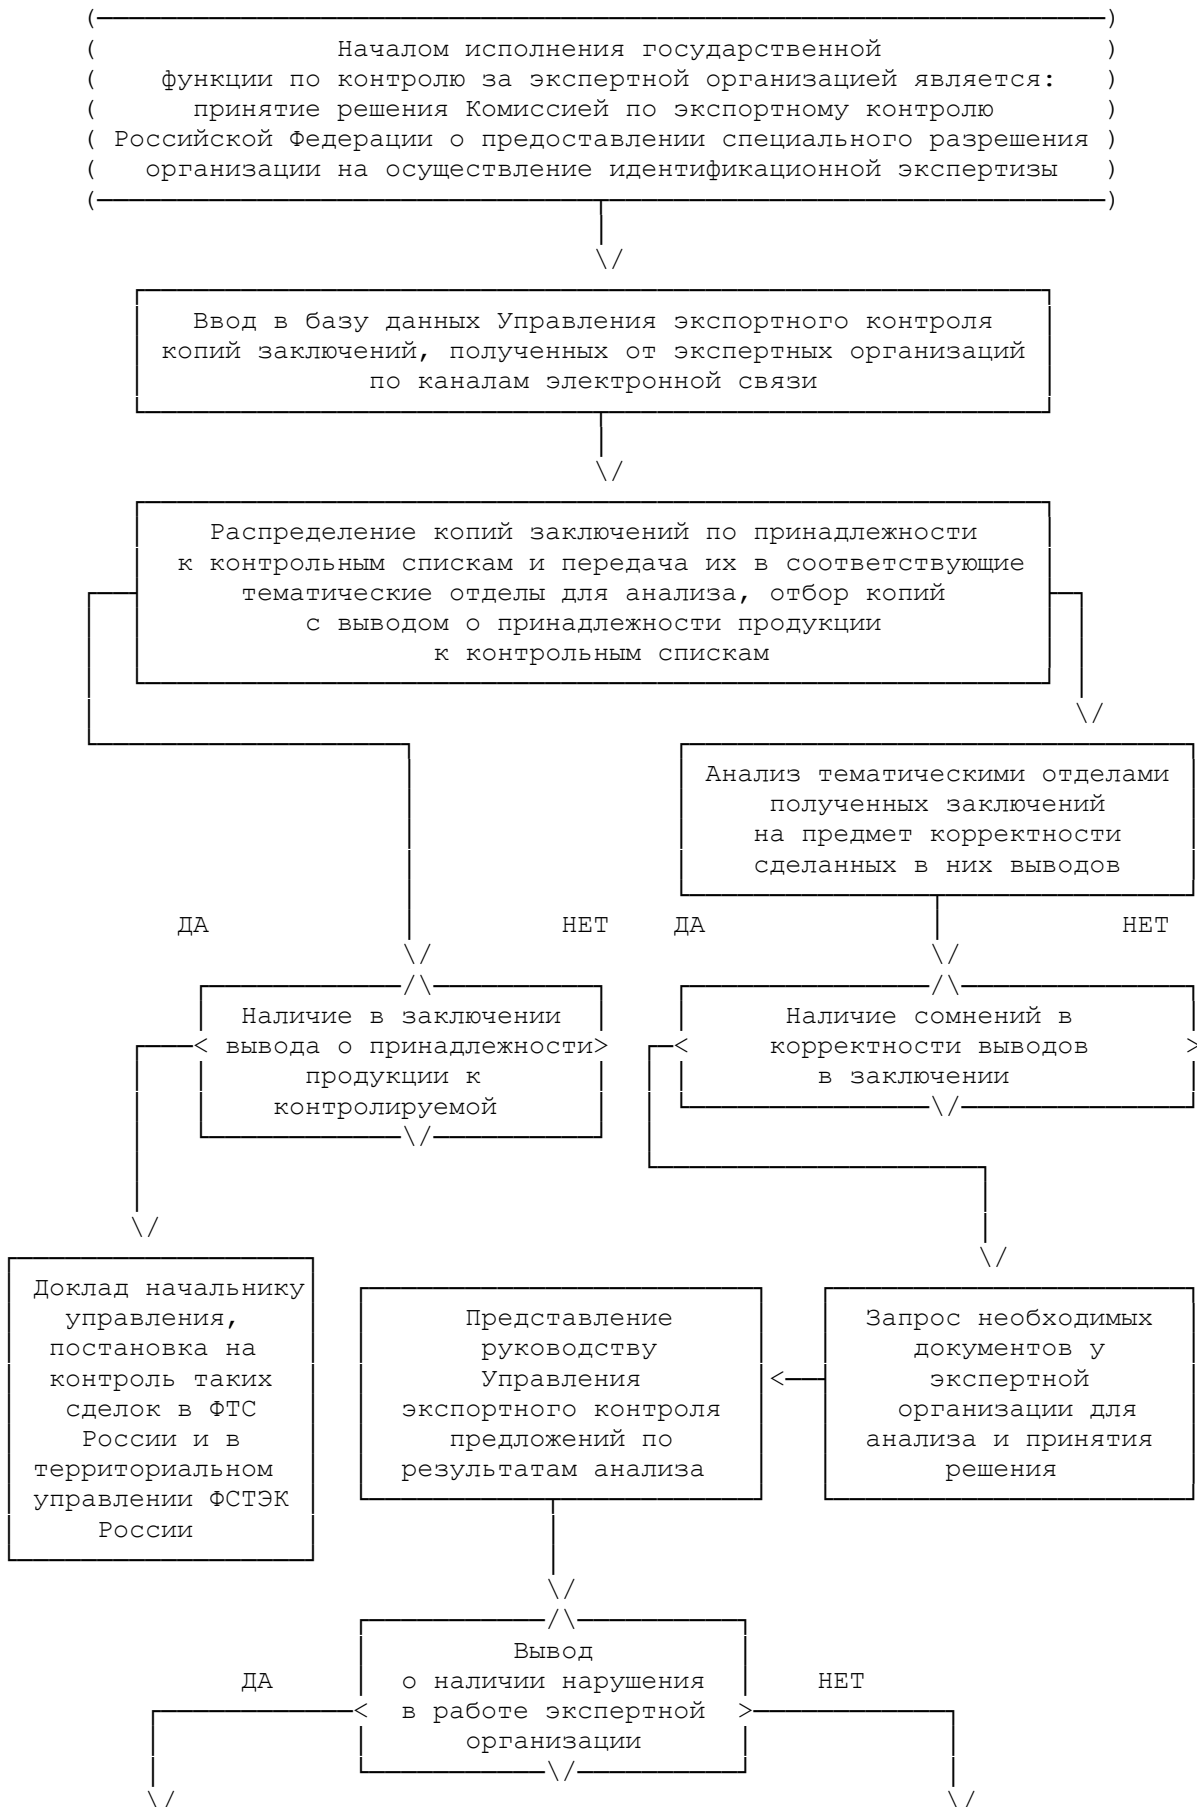 Началом исполнения государственной
функции по контролю за экспертной организацией является:
принятие решения Комиссией по экспортному контролю
Российской Федерации о предоставлении специального разрешения
организации на осуществление идентификационной экспертизы
Ввод в базу данных Управления экспортного контроля
копий заключений, полученных от экспертных организаций
по каналам электронной связи
Распределение копий заключений по принадлежности
к контрольным спискам и передача их в соответствующие
тематические отделы для анализа, отбор копий
с выводом о принадлежности продукции
к контрольным спискам
Анализ тематическими отделами
полученных заключений
на предмет корректности
сделанных в них выводов
ДА НЕТ ДА НЕТ
Наличие в заключении
вывода о принадлежности
продукции к
контролируемой
Наличие сомнений в
корректности выводов
в заключении
Доклад начальнику
управления,
постановка на
контроль таких
сделок в ФТС
России и в
территориальном
управлении ФСТЭК
России
Представление
руководству
Управления
экспортного контроля
предложений по
результатам анализа
Запрос необходимых
документов у
экспертной
организации для
анализа и принятия
решения
Вывод
о наличии нарушения
в работе экспертной
организации
ДА НЕТ